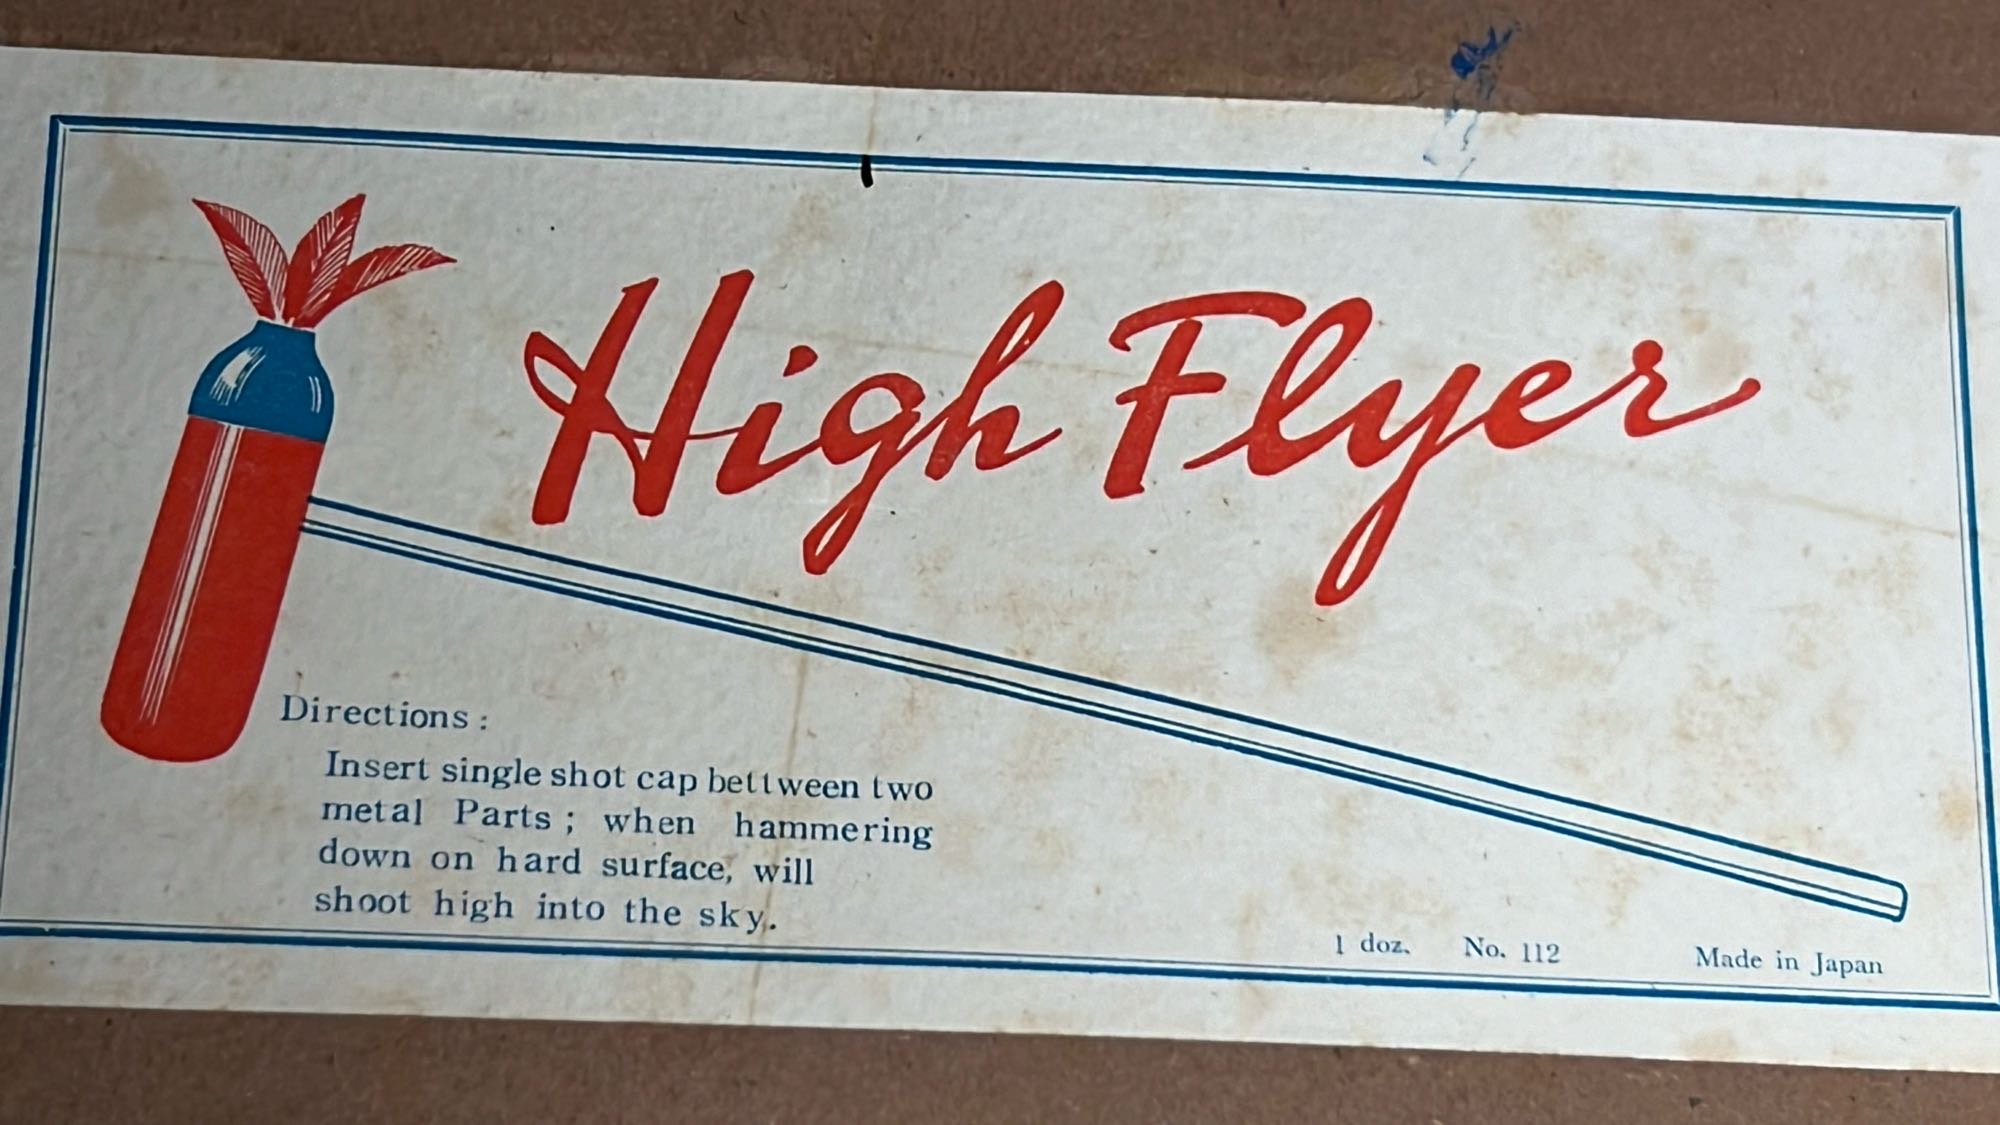 High Flyer
Directions :
Insert single shot cap bettween two
metal Parts ; when hammering
down on hard surface, will
shoot high into the sky.
1 doz. No. 112 Made in Japan